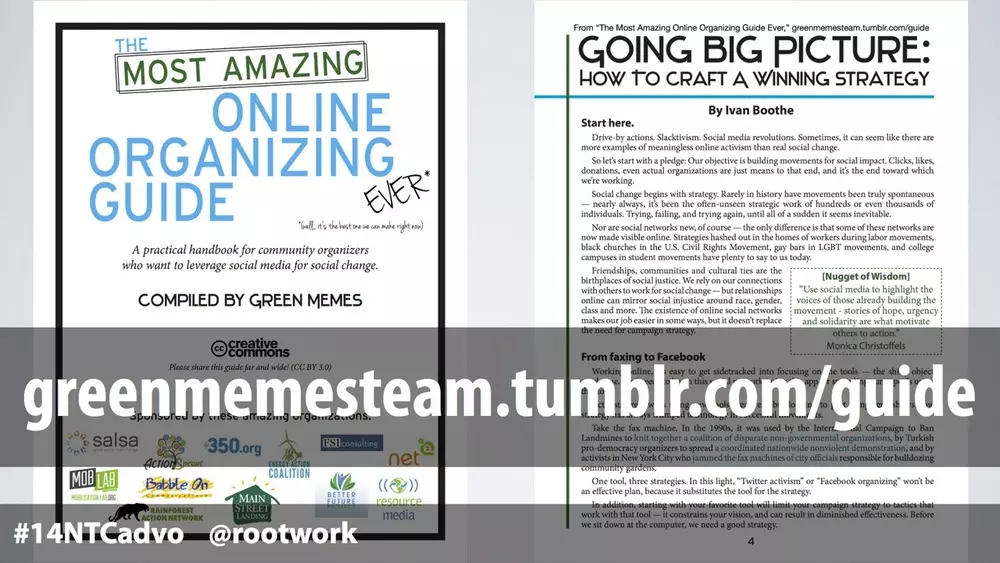 THE
MOST AMAZING
ONLINE
ORGANIZING
GUIDE
EVER*
*(well, it's the best one we can make right now)
A practical handbook for community organizers
who want to leverage social media for social change.
COMPILED BY GREEN MEMES
cc creative
commons
Please share this guide far and wide! (CC BY 3.0)
Sponsored by these amazing organizations:
salsa
350.org
ENERGY ACTION
COALITION
PSI consulting
net
MOB
LAB
MOBILISATIONLAB.ORG
Babble On
RAINFOREST
ACTION NETWORK
MAIN
STREET
LANDING
BETTER
FUTURE
resource
media
From "The Most Amazing Online Organizing Guide Ever," greenmemesteam.tumblr.com/guide
GOING BIG PICTURE:
HOW TO CRAFT A WINNING STRATEGY
By Ivan Boothe
Start here.
Drive-by actions. Slacktivism. Social media revolutions. Sometimes, it can seem like there are
more examples of meaningless online activism than real social change.
So let's start with a pledge: Our objective is building movements for social impact. Clicks, likes,
donations, even actual organizations are just means to that end, and it's the end toward which
we're working.
Social change begins with strategy. Rarely in history have movements been truly spontaneous
— nearly always, it's been the often-unseen strategic work of hundreds or even thousands of
individuals. Trying, failing, and trying again, until all of a sudden it seems inevitable.
Nor are social networks new, of course — the only difference is that some of these networks are
now made visible online. Strategies hashed out in the homes of workers during labor movements,
black churches in the U.S. Civil Rights Movement, gay bars in LGBT movements, and college
campuses in student movements have plenty to say to us today.
Friendships, communities and cultural ties are the
birthplaces of social justice. We rely on our connections
with others to work for social change — but relationships
online can mirror social injustice around race, gender,
class and more. The existence of online social networks
makes our job easier in some ways, but it doesn't replace
the need for campaign strategy.
[Nugget of Wisdom]
"Use social media to highlight the
voices of those already building the
movement - stories of hope, urgency
and solidarity are what motivate
others to action."
Monica Christoffels
From faxing to Facebook
Working online, easy to get sidetracked into focusing on the tools — the object
greenmemesteam.tumblr.com/guide
Take the fax machine. In the 1990s, it was used by the International Campaign to Ban
Landmines to knit together a coalition of disparate non-governmental organizations, by Turkish
pro-democracy organizers to spread a coordinated nationwide nonviolent demonstration, and by
activists in New York City who jammed the fax machines of city officials responsible for bulldozing
community gardens.
One tool, three strategies. In this light, "Twitter activism" or "Facebook organizing" won't be
an effective plan, because it substitutes the tool for the strategy.
In addition, starting with your favorite tool will limit your campaign strategy to tactics that
work with that tool — it constrains your vision, and can result in diminished effectiveness. Before
we sit down at the computer, we need a good strategy.
4
#14NTCadvo @rootwork